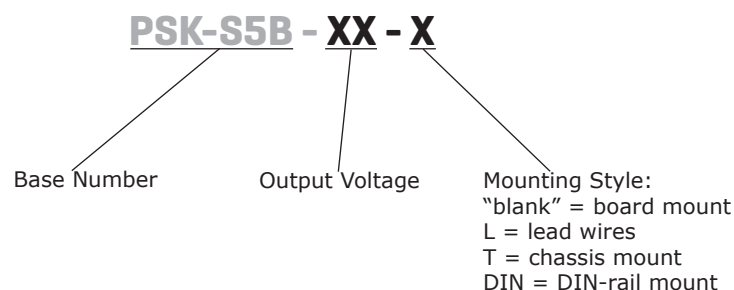 PSK-S5B - XX - X
Base Number
Output Voltage
Mounting Style:
“blank” = board mount
L = lead wires
T = chassis mount
DIN = DIN-rail mount